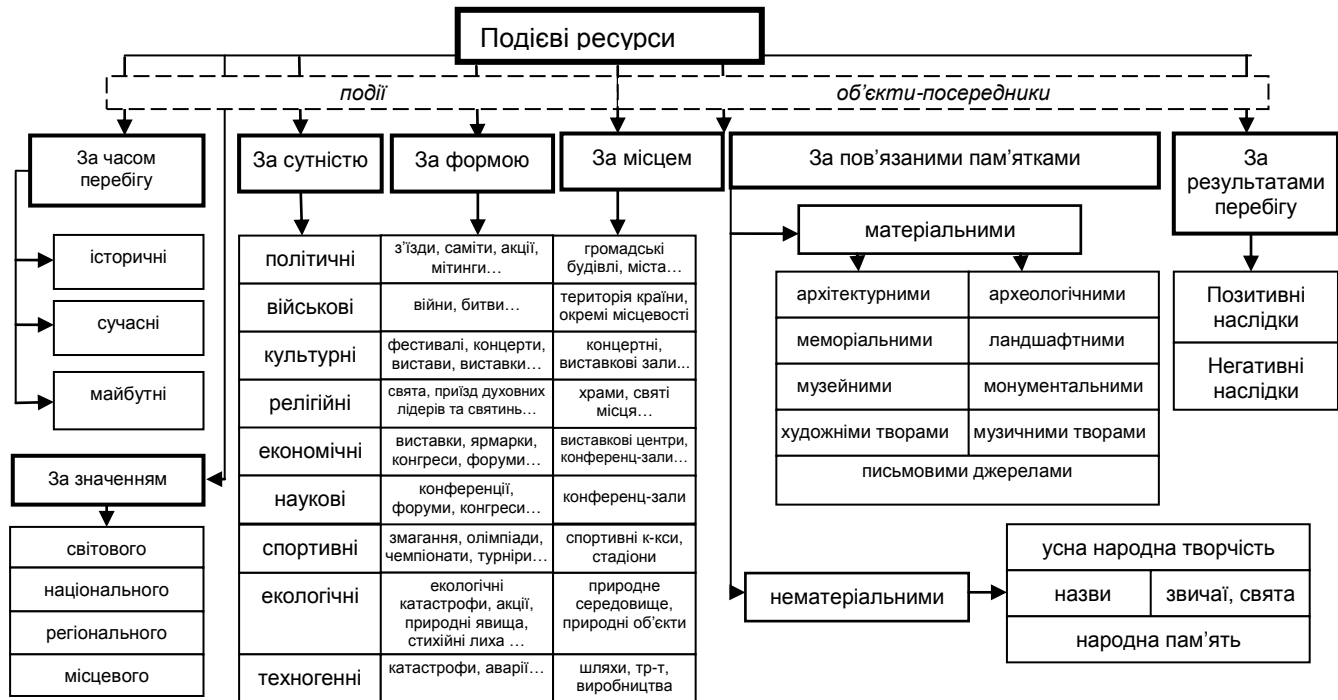 Подієві ресурси
події
об’єкти-посередники
За часом
перебігу
історичні
сучасні
майбутні
За значенням
світового
національного
регіонального
місцевого
За сутністю
За формою
За місцем
політичні
з’їзди, саміти, акції,
мітинги…
громадські
будівлі, міста…
військові
війни, битви…
територія країни,
окремі місцевості
культурні
фестивалі, концерти,
вистави, виставки…
концертні,
виставкові зали...
релігійні
свята, приїзд духовних
лідерів та святинь…
храми, святі
місця…
економічні
виставки, ярмарки,
конгреси, форуми…
виставкові центри,
конференц-зали…
наукові
конференції,
форуми, конгреси…
конференц-зали
спортивні
змагання, олімпіади,
чемпіонати, турніри…
спортивні к-кси,
стадіони
екологічні
екологічні
катастрофи, акції,
природні явища,
стихійні лиха …
природне
середовище,
природні об’єкти
техногенні
катастрофи, аварії…
шляхи, тр-т,
виробництва
За пов’язаними пам’ятками
матеріальними
архітектурними
археологічними
меморіальними
ландшафтними
музейними
монументальними
художніми творами
музичними творами
письмовими джерелами
нематеріальними
усна народна творчість
назви
звичаї, свята
народна пам’ять
За
результатами
перебігу
Позитивні
наслідки
Негативні
наслідки